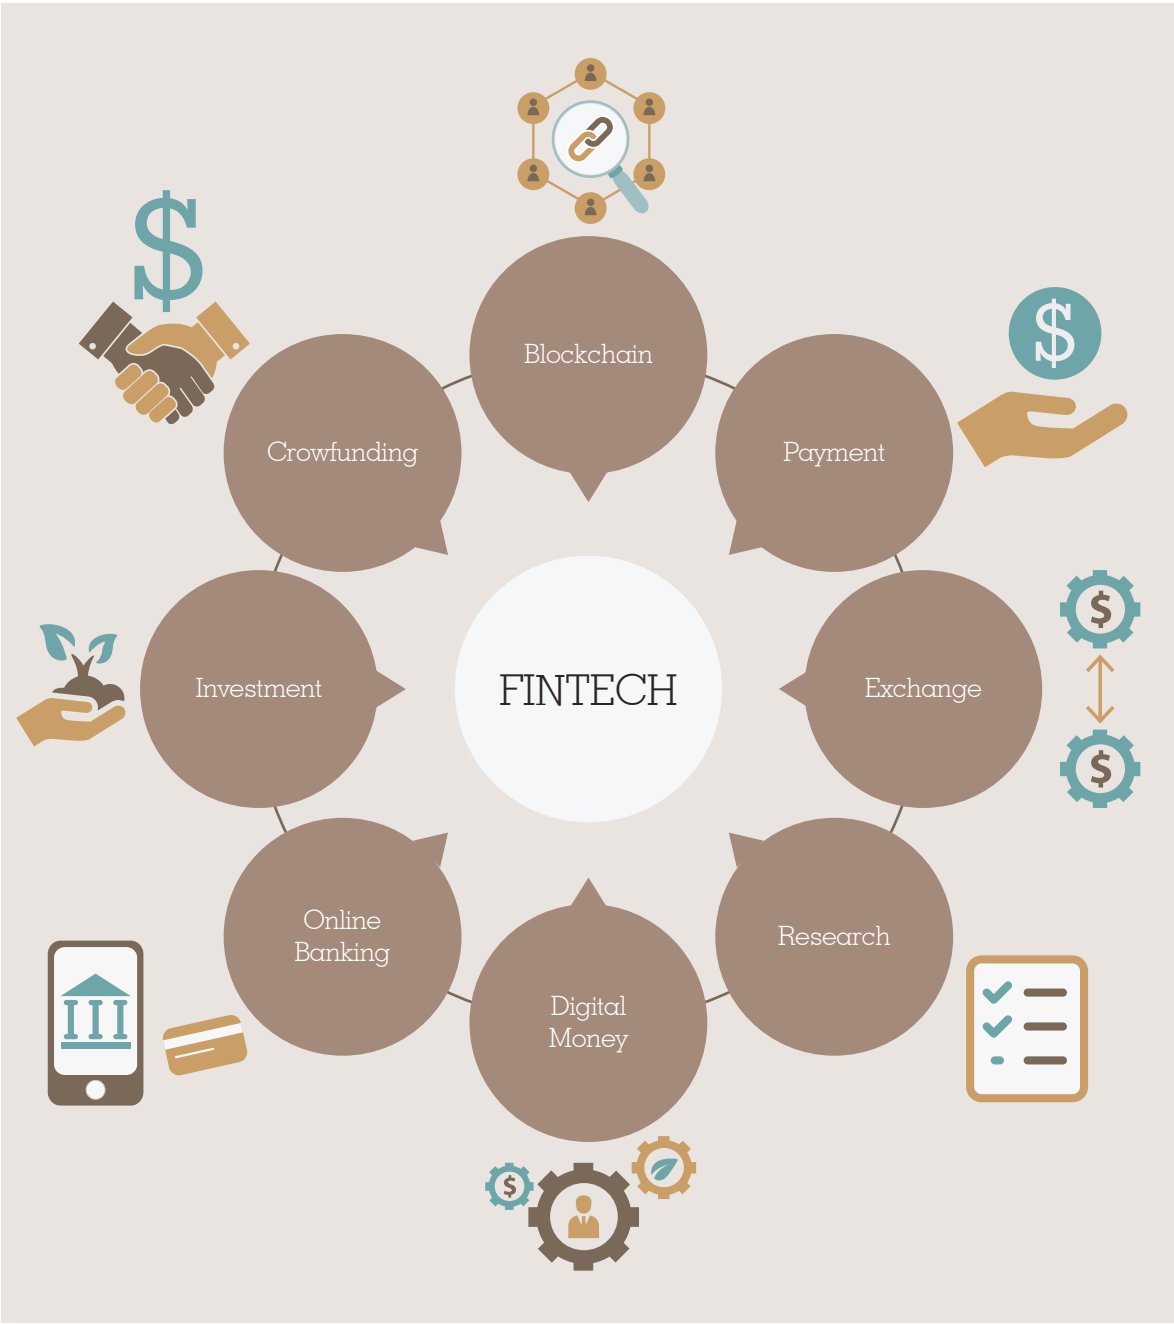 Blockchain
Crowfunding
Payment
Investment
FINTECH
Exchange
Online
Banking
Research
Digital
Money
$
$
$
$
$